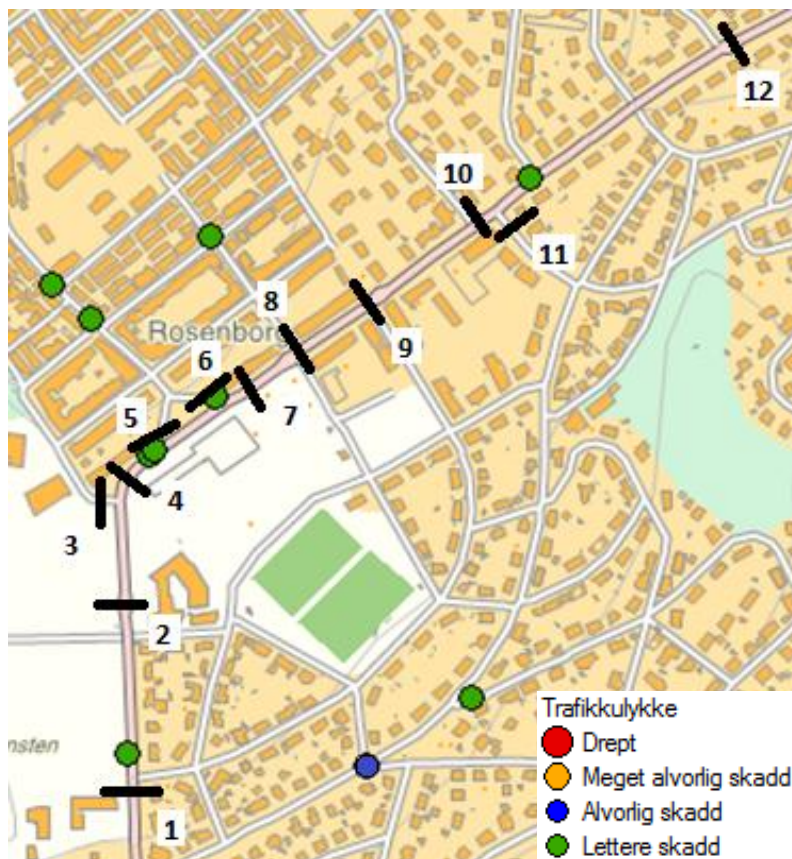 12
10
11
8
Rosenborg
9
6
5
7
4
3
2
nsten
1
Trafikkulykke
Drept
Meget alvorlig skadd
Alvorlig skadd
Lettere skadd